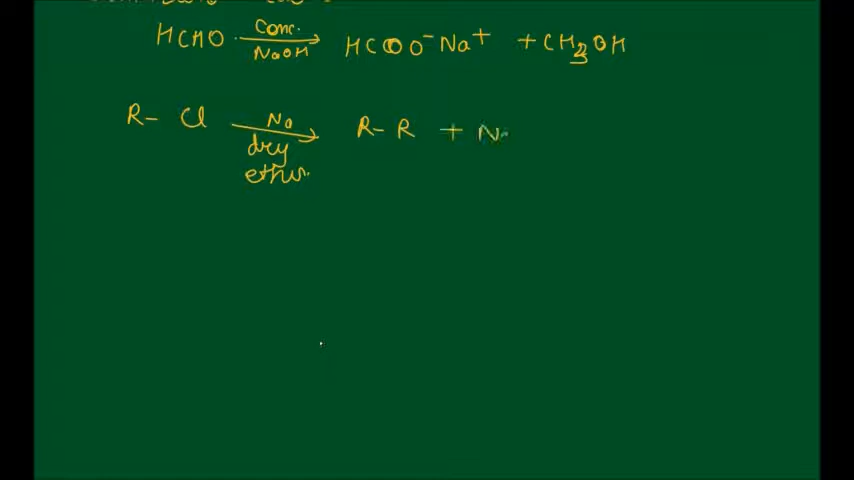 HCHO Conc. NaOH → HCOO⁻Na⁺ + CH₃OH
R- Cl Na dry ether → R-R + Na